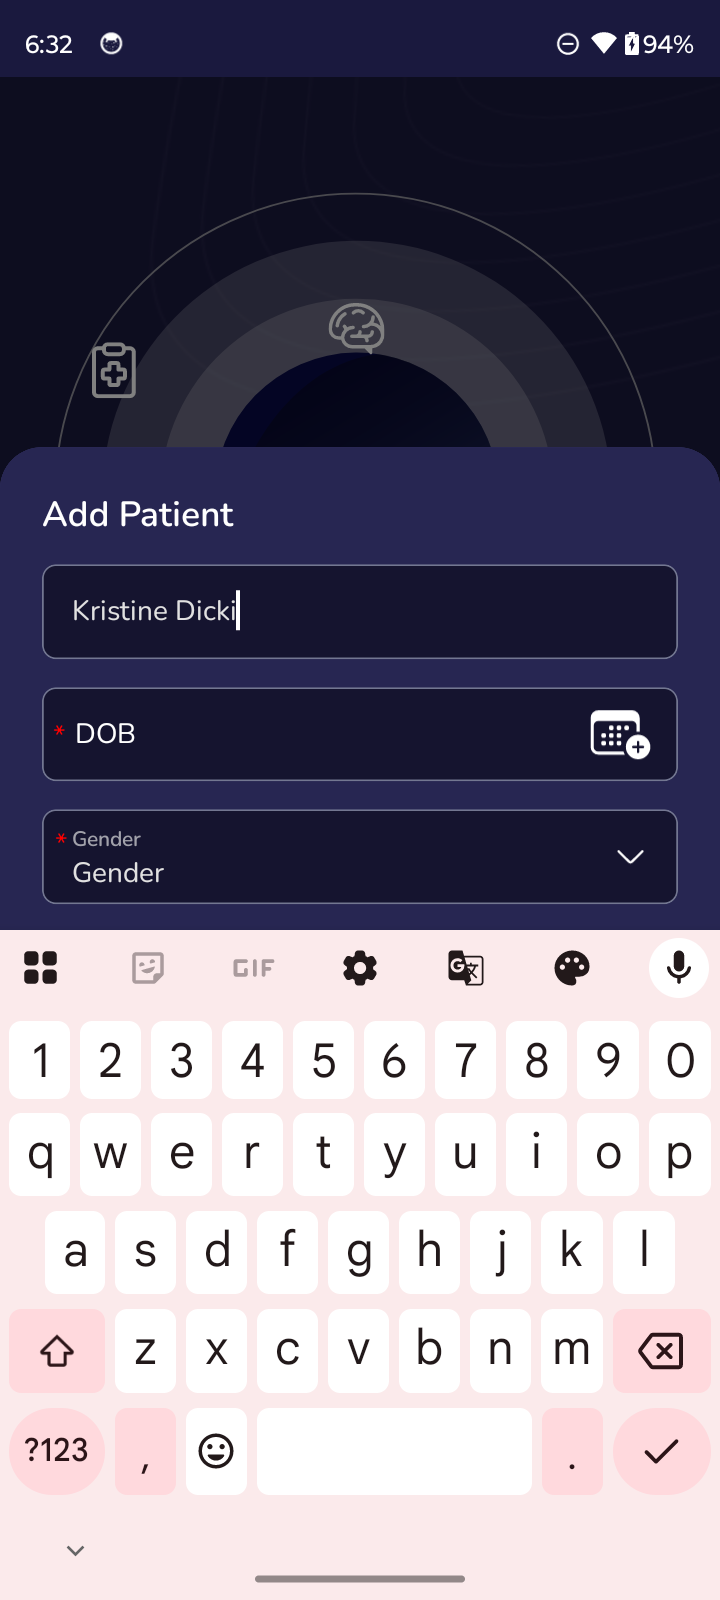 6:32
94%
Add Patient
Kristine Dicki
* DOB
* Gender
Gender
GIF
G 文
1 2 3 4 5 6 7 8 9 0
q w e r t y u i o p
a s d f g h j k l
z x c v b n m
?123 , .